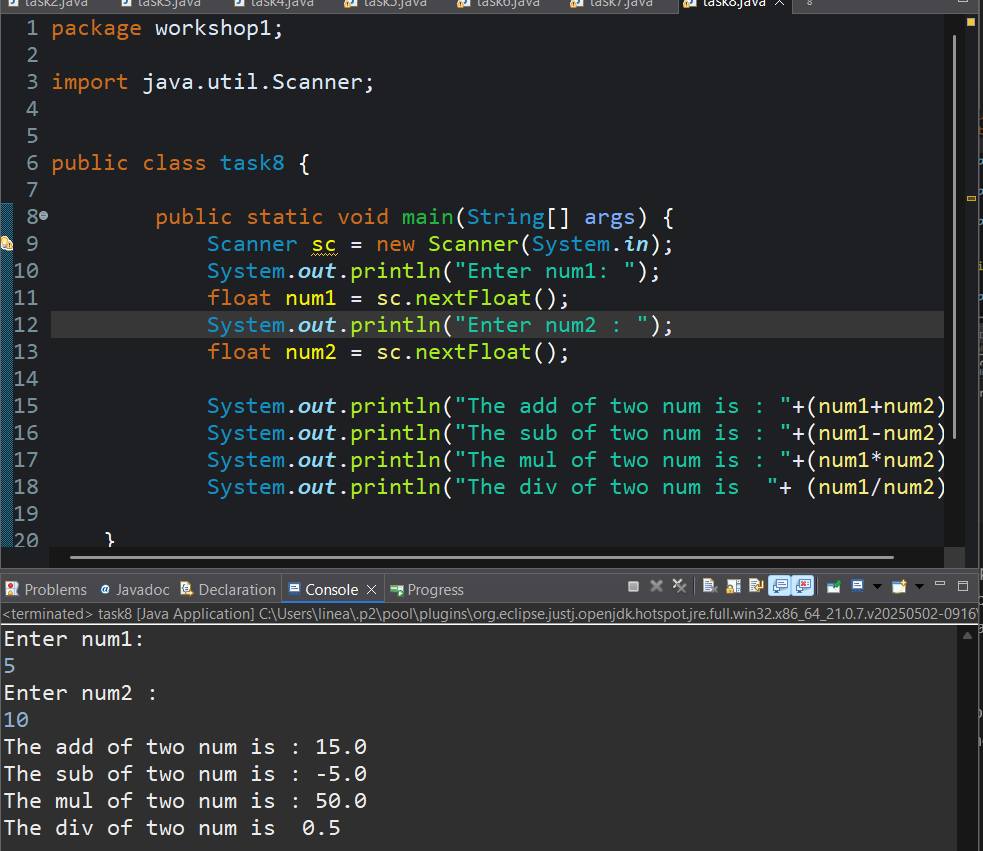 task2.java task3.java task4.java task5.java task6.java task7.java task8.java
1 package workshop1;
2
3 import java.util.Scanner;
4
5
6 public class task8 {
7
8 public static void main(String[] args) {
9 Scanner sc = new Scanner(System.in);
10 System.out.println("Enter num1: ");
11 float num1 = sc.nextFloat();
12 System.out.println("Enter num2 : ");
13 float num2 = sc.nextFloat();
14
15 System.out.println("The add of two num is : "+(num1+num2)
16 System.out.println("The sub of two num is : "+(num1-num2)
17 System.out.println("The mul of two num is : "+(num1*num2)
18 System.out.println("The div of two num is  "+ (num1/num2)
19
20 }
Problems Javadoc Declaration Console Progress
<terminated> task8 [Java Application] C:\Users\linea\.p2\pool\plugins\org.eclipse.justj.openjdk.hotspot.jre.full.win32.x86_64_21.0.7.v20250502-0916\
Enter num1:
5
Enter num2 :
10
The add of two num is : 15.0
The sub of two num is : -5.0
The mul of two num is : 50.0
The div of two num is  0.5